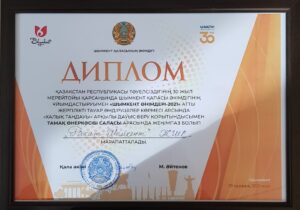 ШЫМКЕНТ ҚАЛАСЫНЫҢ ӘКІМДІГІ
ДИПЛОМ
ҚАЗАҚСТАН РЕСПУБЛИКАСЫ ТӘУЕЛСІЗДІГІНІҢ 30 ЖЫЛ
МЕРЕЙТОЙЫ ҚАРСАҢЫНДА ШЫМКЕНТ ҚАЛАСЫ ӘКІМДІГІНІҢ
ҰЙЫМДАСТЫРУЫМЕН «ШЫМКЕНТ ӨНІМДЕРІ-2021» АТТЫ
ЖЕРГІЛІКТІ ТАУАР ӨНДІРУШІЛЕР КӨРМЕСІ АЯСЫНДА
«ХАЛЫҚ ТАҢДАУЫ» АРҚЫЛЫ ДАУЫС БЕРУ ҚОРЫТЫНДЫСЫМЕН
ТАМАҚ ӨНЕРКӘСІБІ САЛАСЫ АРАСЫНДА ЖЕҢІМПАЗ БОЛЫП
МАРАПАТТАЛАДЫ.
Қала әкімі
М. Әйтенов